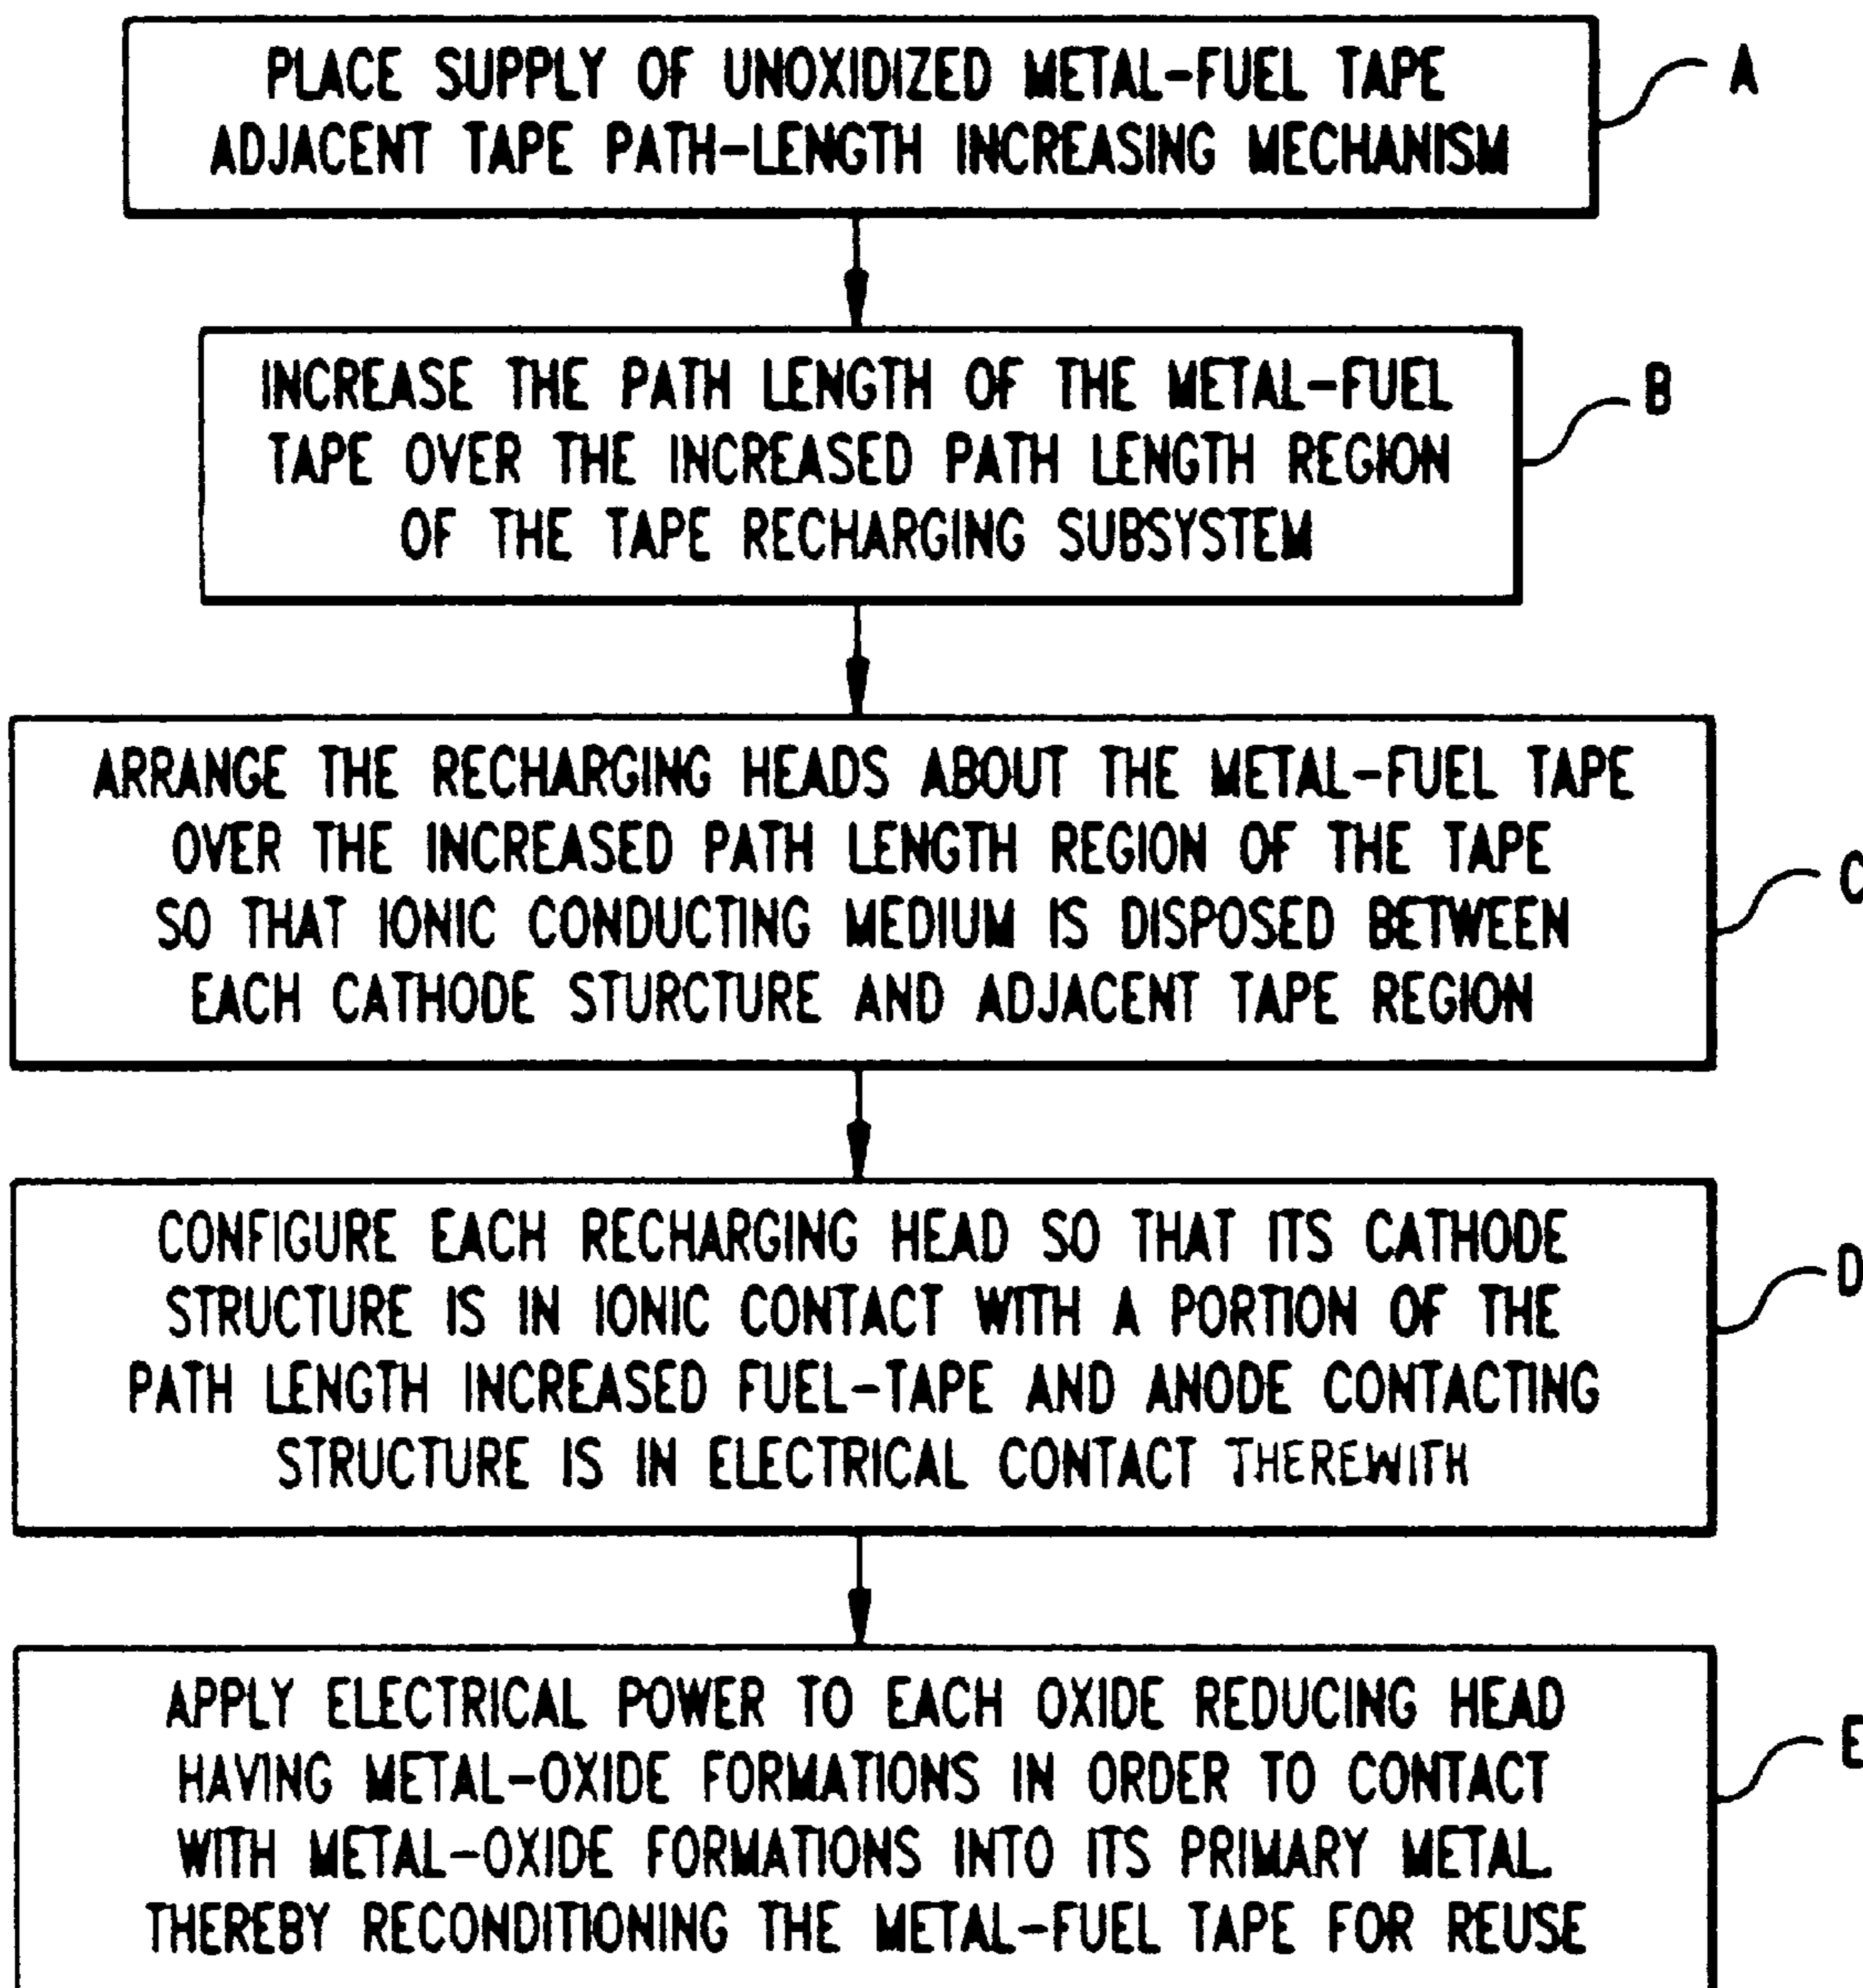 PLACE SUPPLY OF UNOXIDIZED METAL-FUEL TAPE
ADJACENT TAPE PATH-LENGTH INCREASING MECHANISM
A
INCREASE THE PATH LENGTH OF THE METAL-FUEL
TAPE OVER THE INCREASED PATH LENGTH REGION
OF THE TAPE RECHARGING SUBSYSTEM
B
ARRANGE THE RECHARGING HEADS ABOUT THE METAL-FUEL TAPE
OVER THE INCREASED PATH LENGTH REGION OF THE TAPE
SO THAT IONIC CONDUCTING MEDIUM IS DISPOSED BETWEEN
EACH CATHODE STURCTURE AND ADJACENT TAPE REGION
C
CONFIGURE EACH RECHARGING HEAD SO THAT ITS CATHODE
STRUCTURE IS IN IONIC CONTACT WITH A PORTION OF THE
PATH LENGTH INCREASED FUEL-TAPE AND ANODE CONTACTING
STRUCTURE IS IN ELECTRICAL CONTACT THEREWITH
D
APPLY ELECTRICAL POWER TO EACH OXIDE REDUCING HEAD
HAVING METAL-OXIDE FORMATIONS IN ORDER TO CONTACT
WITH METAL-OXIDE FORMATIONS INTO ITS PRIMARY METAL.
THEREBY RECONDITIONING THE METAL-FUEL TAPE FOR REUSE
E